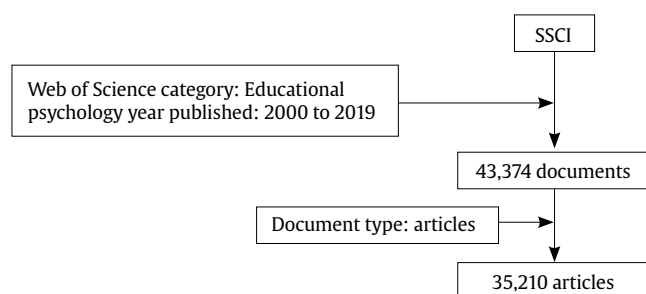 SSCI
Web of Science category: Educational
psychology year published: 2000 to 2019
43,374 documents
Document type: articles
35,210 articles